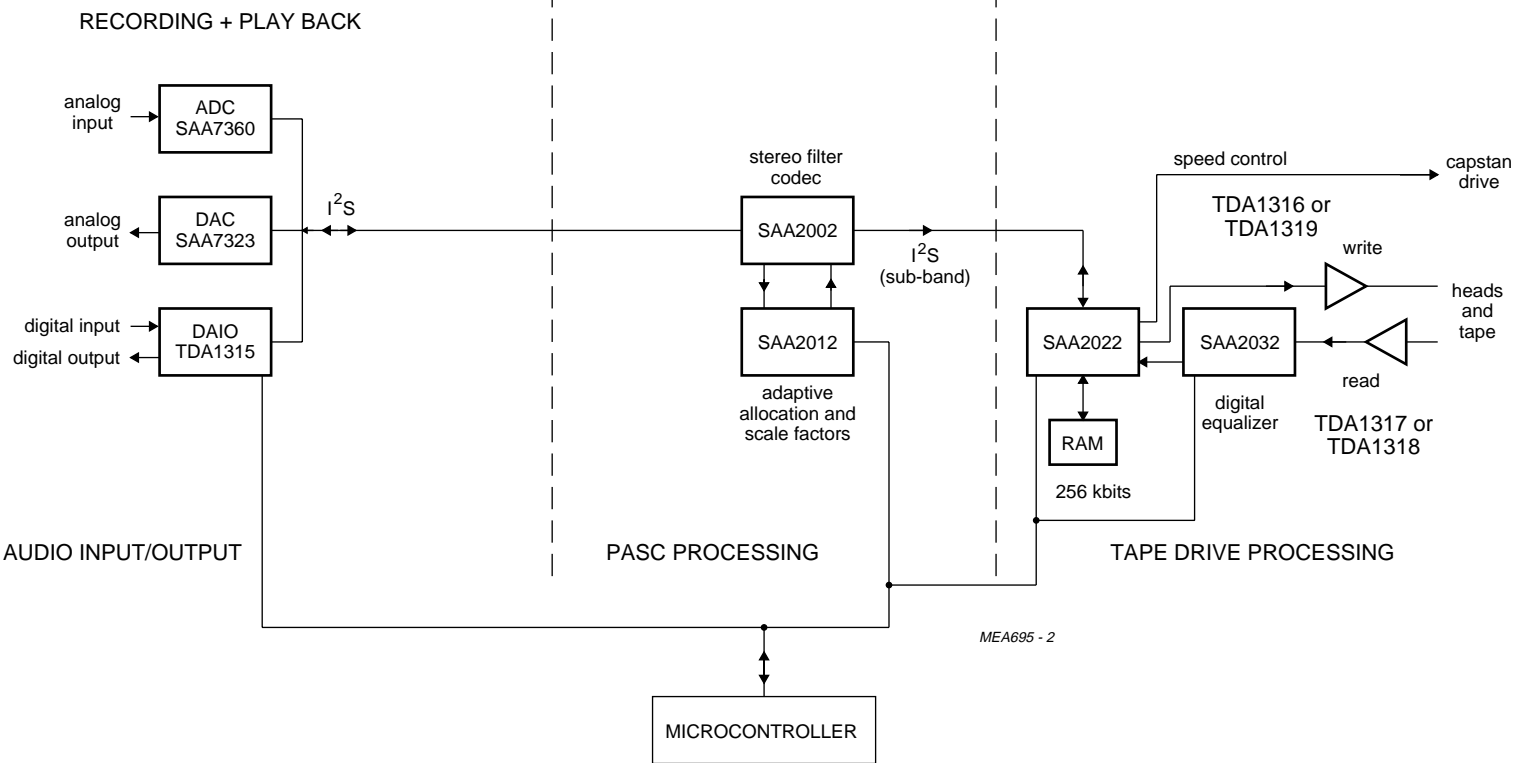 RECORDING + PLAY BACK
analog
input
ADC
SAA7360
analog
output
DAC
SAA7323
I²S
digital input
digital output
DAIO
TDA1315
stereo filter
codec
SAA2002
I²S
(sub-band)
SAA2012
adaptive
allocation and
scale factors
speed control
capstan
drive
TDA1316 or
TDA1319
write
heads
and
tape
SAA2022
SAA2032
read
digital
equalizer
TDA1317 or
TDA1318
RAM
256 kbits
AUDIO INPUT/OUTPUT
PASC PROCESSING
TAPE DRIVE PROCESSING
MEA695 - 2
MICROCONTROLLER